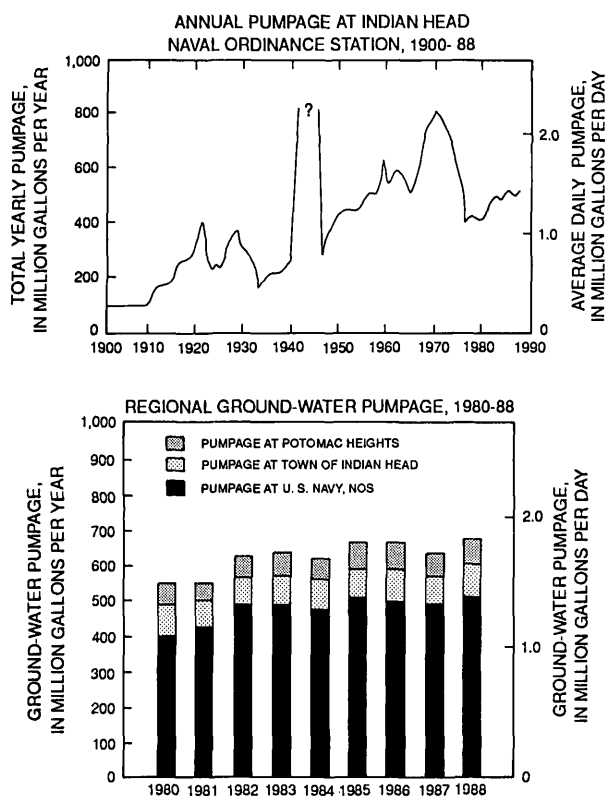 ANNUAL PUMPAGE AT INDIAN HEAD
NAVAL ORDINANCE STATION, 1900- 88
TOTAL YEARLY PUMPAGE,
IN MILLION GALLONS PER YEAR
1,000
800
600
400
200
0
?
2.0
1.0
0
AVERAGE DAILY PUMPAGE,
IN MILLION GALLONS PER DAY
1900 1910 1920 1930 1940 1950 1960 1970 1980 1990
REGIONAL GROUND-WATER PUMPAGE, 1980-88
GROUND-WATER PUMPAGE,
IN MILLION GALLONS PER YEAR
1,000
900
800
700
600
500
400
300
200
100
0
PUMPAGE AT POTOMAC HEIGHTS
PUMPAGE AT TOWN OF INDIAN HEAD
PUMPAGE AT U. S. NAVY, NOS
2.0
1.0
0
GROUND-WATER PUMPAGE,
IN MILLION GALLONS PER DAY
1980 1981 1982 1983 1984 1985 1986 1987 1988